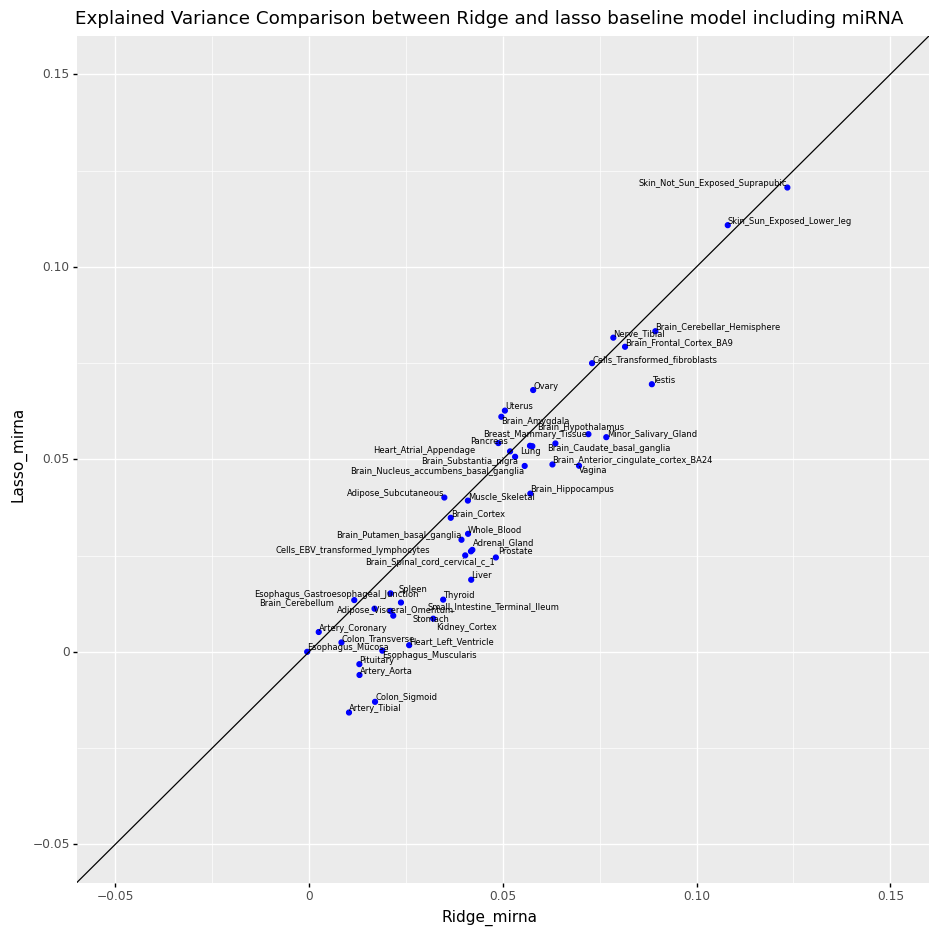 Explained Variance Comparison between Ridge and lasso baseline model including miRNA
0.15
Skin_Not_Sun_Exposed_Suprapubic
Skin_Sun_Exposed_Lower_leg
0.10
Brain_Cerebellar_Hemisphere
Nerve_Tibial
Brain_Frontal_Cortex_BA9
Cells_Transformed_fibroblasts
Testis
Ovary
Uterus
Brain_Amygdala
Brain_Hypothalamus
Breast_Mammary_Tissue
Minor_Salivary_Gland
Pancreas
Heart_Atrial_Appendage
Lung
Brain_Caudate_basal_ganglia
0.05
Brain_Substantia_nigra
Brain_Anterior_cingulate_cortex_BA24
Brain_Nucleus_accumbens_basal_ganglia
Vagina
Brain_Hippocampus
Adipose_Subcutaneous
Muscle_Skeletal
Brain_Cortex
Whole_Blood
Brain_Putamen_basal_ganglia
Adrenal_Gland
Cells_EBV_transformed_lymphocytes
Prostate
Brain_Spinal_cord_cervical_c_1
Liver
Spleen
Esophagus_Gastroesophageal_Junction
Thyroid
Brain_Cerebellum
Small_Intestine_Terminal_Ileum
Adipose_Visceral_Omentum
Stomach
Kidney_Cortex
Artery_Coronary
Colon_Transverse
Heart_Left_Ventricle
Esophagus_Mucosa
0
Esophagus_Muscularis
Pituitary
Artery_Aorta
Colon_Sigmoid
Artery_Tibial
−0.05
−0.05
0
0.05
0.10
0.15
Ridge_mirna
Lasso_mirna